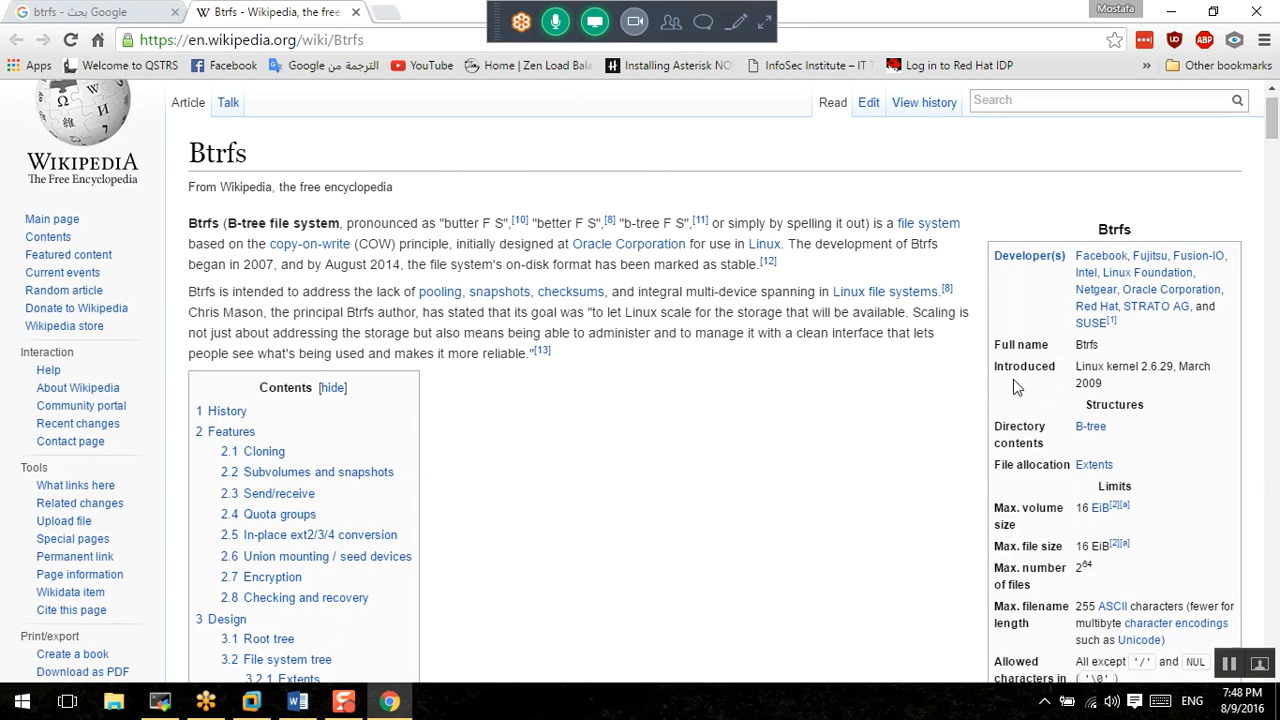 btrfs - بحث Google
Btrfs - Wikipedia, the free
Mostafa
https://en.wikipedia.org/wiki/Btrfs
ABP
Apps
Welcome to QSTRS
Facebook
الترجمة من Google
YouTube
Home | Zen Load Bala
Installing Asterisk NO
InfoSec Institute – IT T
Log in to Red Hat IDP
»
Other bookmarks
WIKIPEDIA
The Free Encyclopedia
Article
Talk
Read
Edit
View history
Search
Btrfs
From Wikipedia, the free encyclopedia
Btrfs (B-tree file system, pronounced as "butter F S",[10] "better F S",[8] "b-tree F S",[11] or simply by spelling it out) is a file system
based on the copy-on-write (COW) principle, initially designed at Oracle Corporation for use in Linux. The development of Btrfs
began in 2007, and by August 2014, the file system's on-disk format has been marked as stable.[12]
Btrfs is intended to address the lack of pooling, snapshots, checksums, and integral multi-device spanning in Linux file systems.[8]
Chris Mason, the principal Btrfs author, has stated that its goal was "to let Linux scale for the storage that will be available. Scaling is
not just about addressing the storage but also means being able to administer and to manage it with a clean interface that lets
people see what's being used and makes it more reliable."[13]
Contents [hide]
1 History
2 Features
2.1 Cloning
2.2 Subvolumes and snapshots
2.3 Send/receive
2.4 Quota groups
2.5 In-place ext2/3/4 conversion
2.6 Union mounting / seed devices
2.7 Encryption
2.8 Checking and recovery
3 Design
3.1 Root tree
3.2 File system tree
3.2.1 Extents
Main page
Contents
Featured content
Current events
Random article
Donate to Wikipedia
Wikipedia store
Interaction
Help
About Wikipedia
Community portal
Recent changes
Contact page
Tools
What links here
Related changes
Upload file
Special pages
Permanent link
Page information
Wikidata item
Cite this page
Print/export
Create a book
Download as PDF
Btrfs
Developer(s) Facebook, Fujitsu, Fusion-IO,
Intel, Linux Foundation,
Netgear, Oracle Corporation,
Red Hat, STRATO AG, and
SUSE[1]
Full name Btrfs
Introduced Linux kernel 2.6.29, March
2009
Structures
Directory B-tree
contents
File allocation Extents
Limits
Max. volume 16 EiB[2][a]
size
Max. file size 16 EiB[2][a]
Max. number 2⁶⁴
of files
Max. filename 255 ASCII characters (fewer for
length multibyte character encodings
such as Unicode)
Allowed All except '/' and NUL
characters in ('\0')
ENG
7:48 PM
8/9/2016